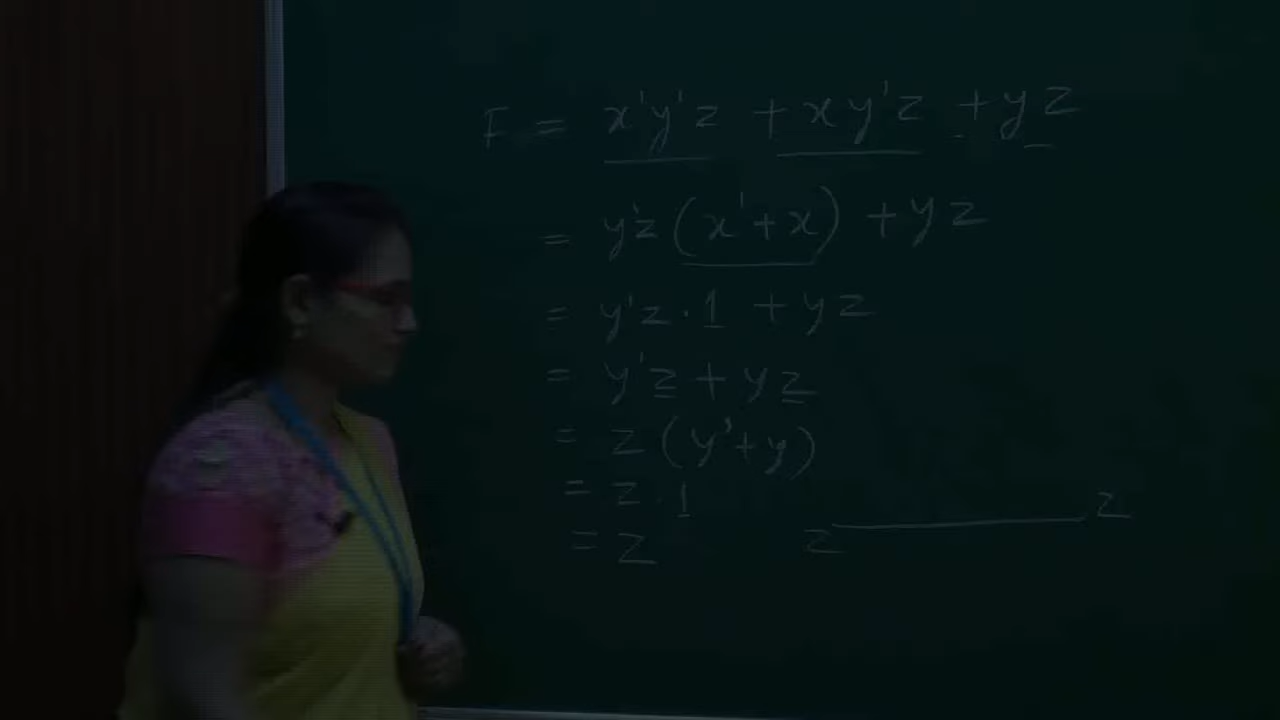 F = x'y'z + xy'z + yz
= y'z (x' + x) + yz
= y'z · 1 + yz
= y'z + yz
= z (y' + y)
= z · 1
= z z z